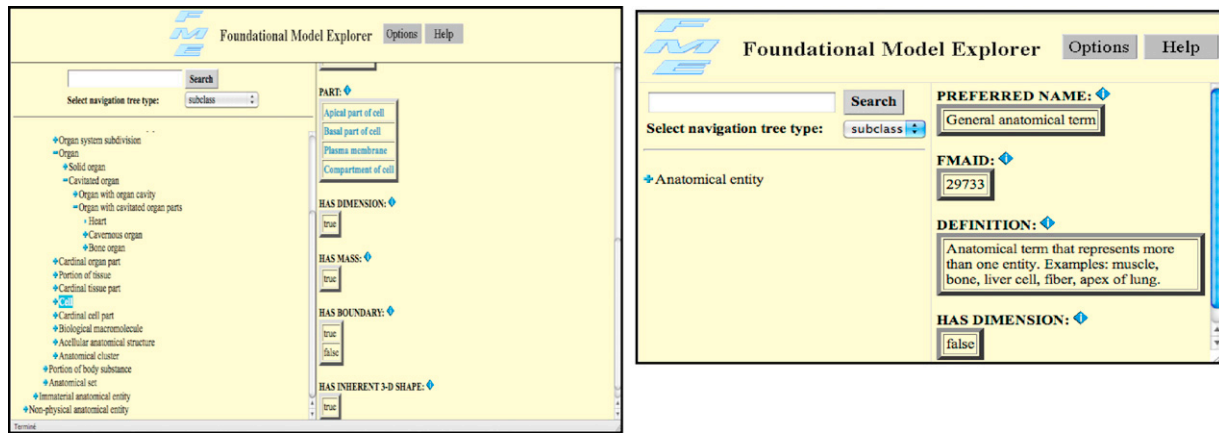 FME
Foundational Model Explorer
Options
Help
Search
Select navigation tree type:
subclass
Organ system subdivision
Organ
Solid organ
Cavitated organ
Organ with organ cavity
Organ with cavitated organ parts
Heart
Cavernous organ
Bone organ
Cardinal organ part
Portion of tissue
Cardinal tissue part
Cell
Cardinal cell part
Biological macromolecule
Acellular anatomical structure
Anatomical cluster
Portion of body substance
Anatomical set
Immaterial anatomical entity
Non-physical anatomical entity
PART:
Apical part of cell
Basal part of cell
Plasma membrane
Compartment of cell
HAS DIMENSION:
true
HAS MASS:
true
HAS BOUNDARY:
true
false
HAS INHERENT 3-D SHAPE:
true
Terminé
FME
Foundational Model Explorer
Options
Help
Search
Select navigation tree type:
subclass
Anatomical entity
PREFERRED NAME:
General anatomical term
FMAID:
29733
DEFINITION:
Anatomical term that represents more
than one entity. Examples: muscle,
bone, liver cell, fiber, apex of lung.
HAS DIMENSION:
false